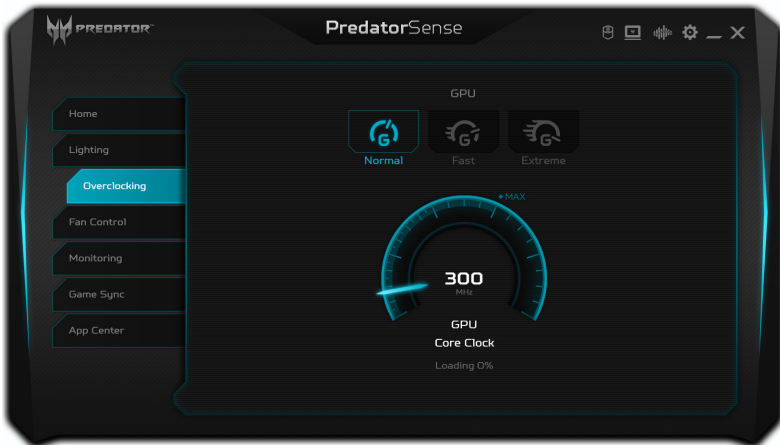 PREDATOR
PredatorSense
Home
Lighting
Overclocking
Fan Control
Monitoring
Game Sync
App Center
GPU
G
Normal
G
Fast
G
Extreme
MAX
300
MHz
GPU
Core Clock
Loading 0%